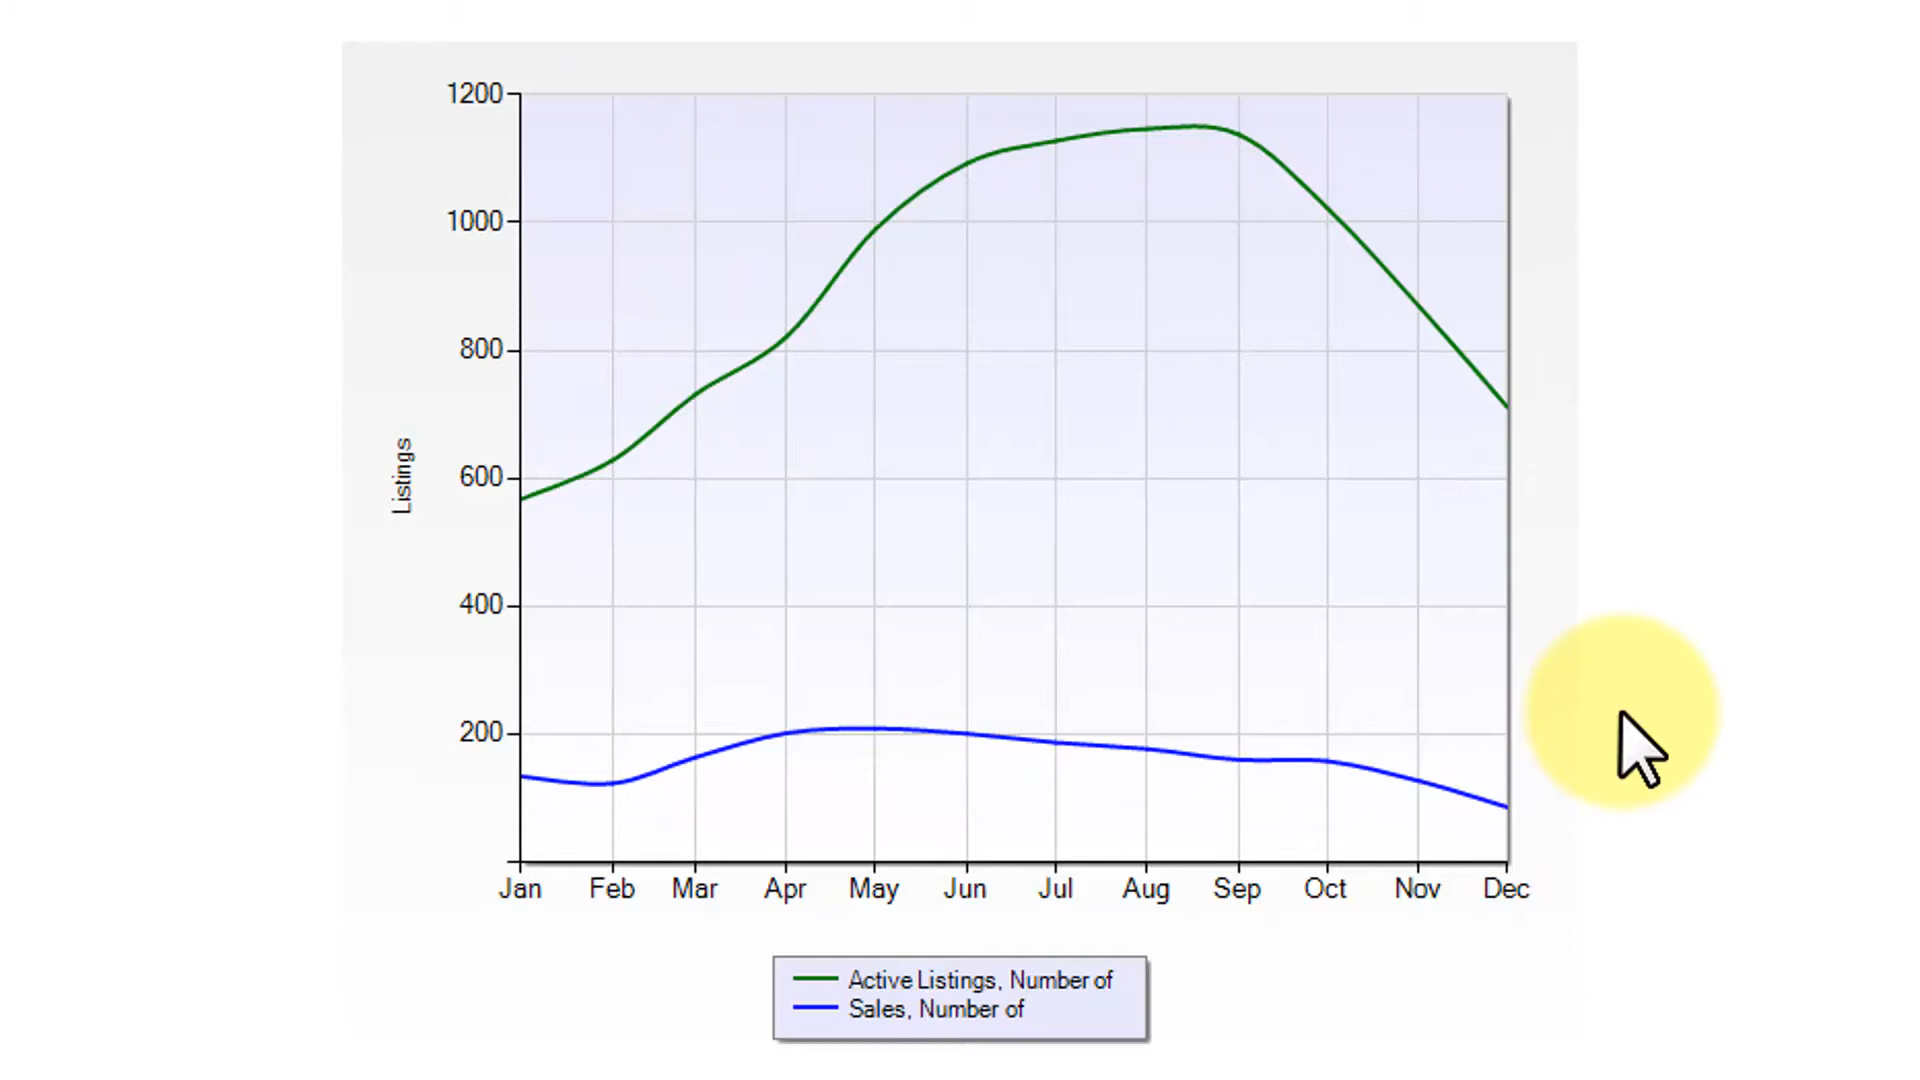 1200
1000
800
600
400
200
Listings
Jan Feb Mar Apr May Jun Jul Aug Sep Oct Nov Dec
Active Listings, Number of
Sales, Number of